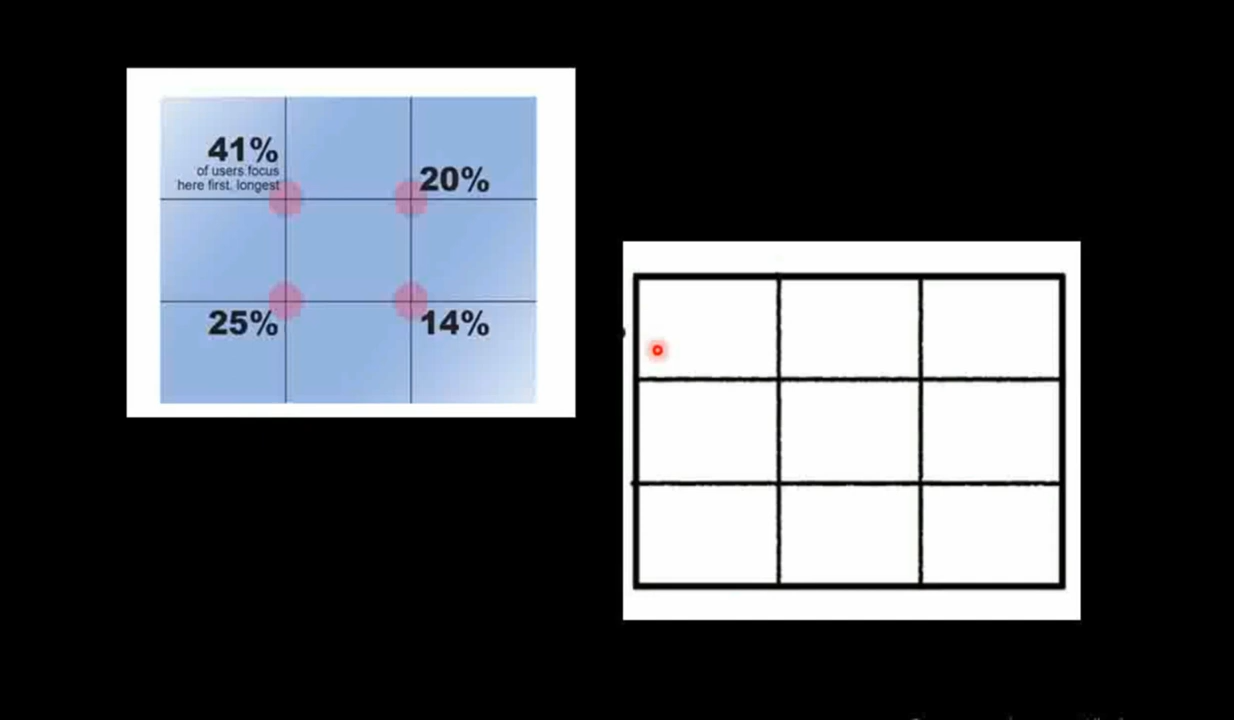 41%
of users focus
here first, longest
20%
25%
14%